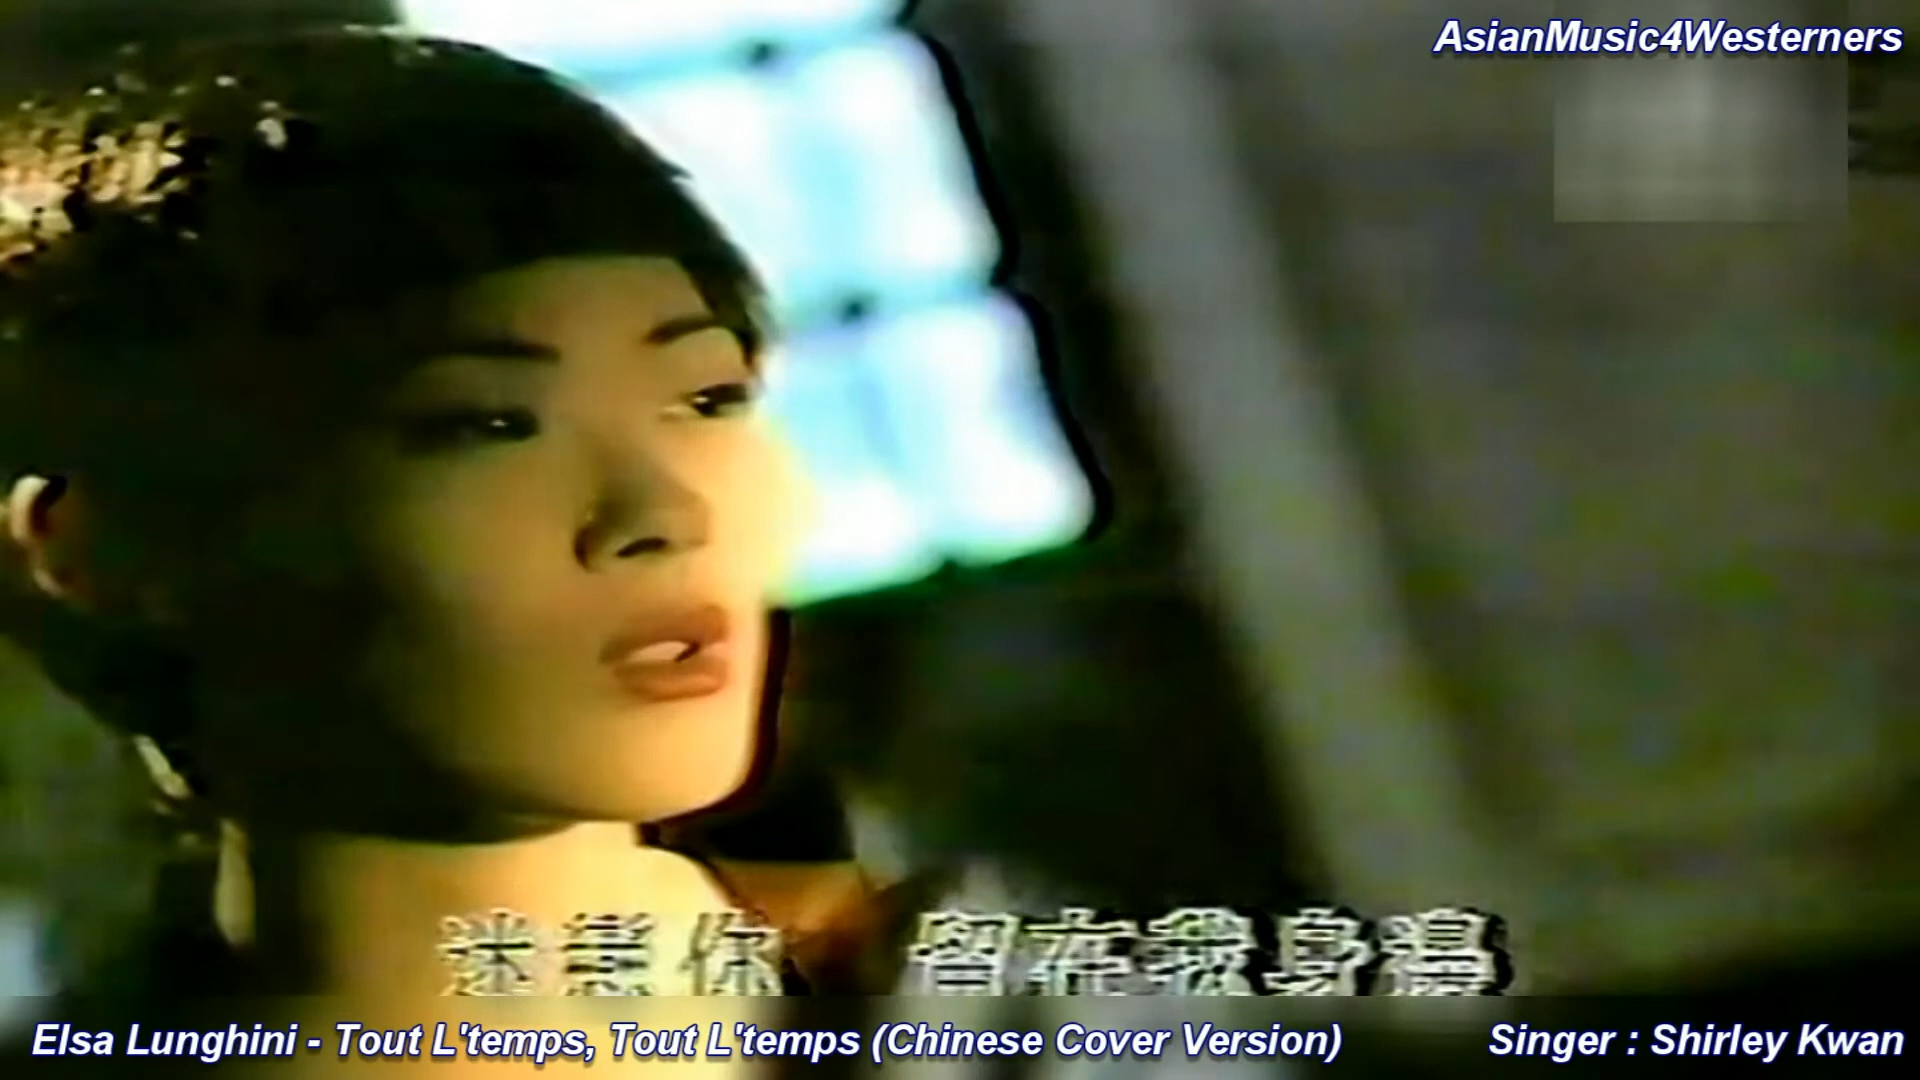 AsianMusic4Westerners
迷戀你 留在我身邊
Elsa Lunghini - Tout L'temps, Tout L'temps (Chinese Cover Version)
Singer : Shirley Kwan